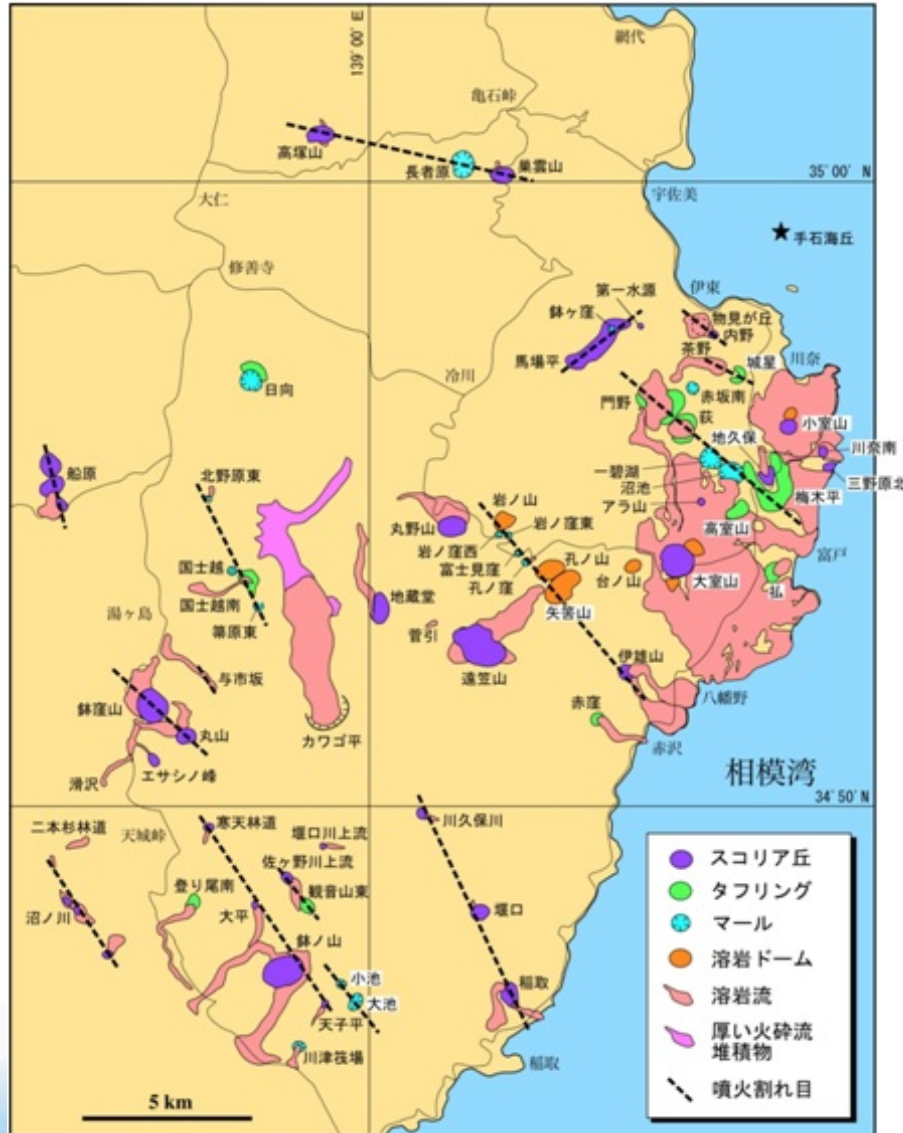 網代
139° 00' E
亀石峠
高塚山
長者原
巣雲山
35° 00' N
大仁
宇佐美
手石海丘
修善寺
伊東
第一水源
鉢ヶ窪
物見が丘
内野
茶野
馬場平
城星
川奈
冷川
日向
赤坂南
門野
萩
小室山
地久保
川奈南
船原
北野原東
一碧湖
三野原北
岩ノ山
沼池
梅木平
丸野山
岩ノ窪東
アラ山
高室山
岩ノ窪西
富士見窪
孔ノ山
富戸
国士越
孔ノ窪
台ノ山
大室山
払
国士越南
地蔵堂
矢筈山
湯ヶ島
箒原東
菅引
遠笠山
伊雄山
与市坂
八幡野
鉢窪山
赤窪
丸山
カワゴ平
赤沢
滑沢
エサシノ峰
相模湾
34° 50' N
寒天林道
川久保川
二本杉林道
天城峠
堰口川上流
佐ヶ野川上流
登り尾南
観音山東
沼ノ川
大平
堰口
鉢ノ山
小池
稲取
大池
天子平
川津筏場
稲取
5 km
スコリア丘
タフリング
マール
溶岩ドーム
溶岩流
厚い火砕流
堆積物
噴火割れ目